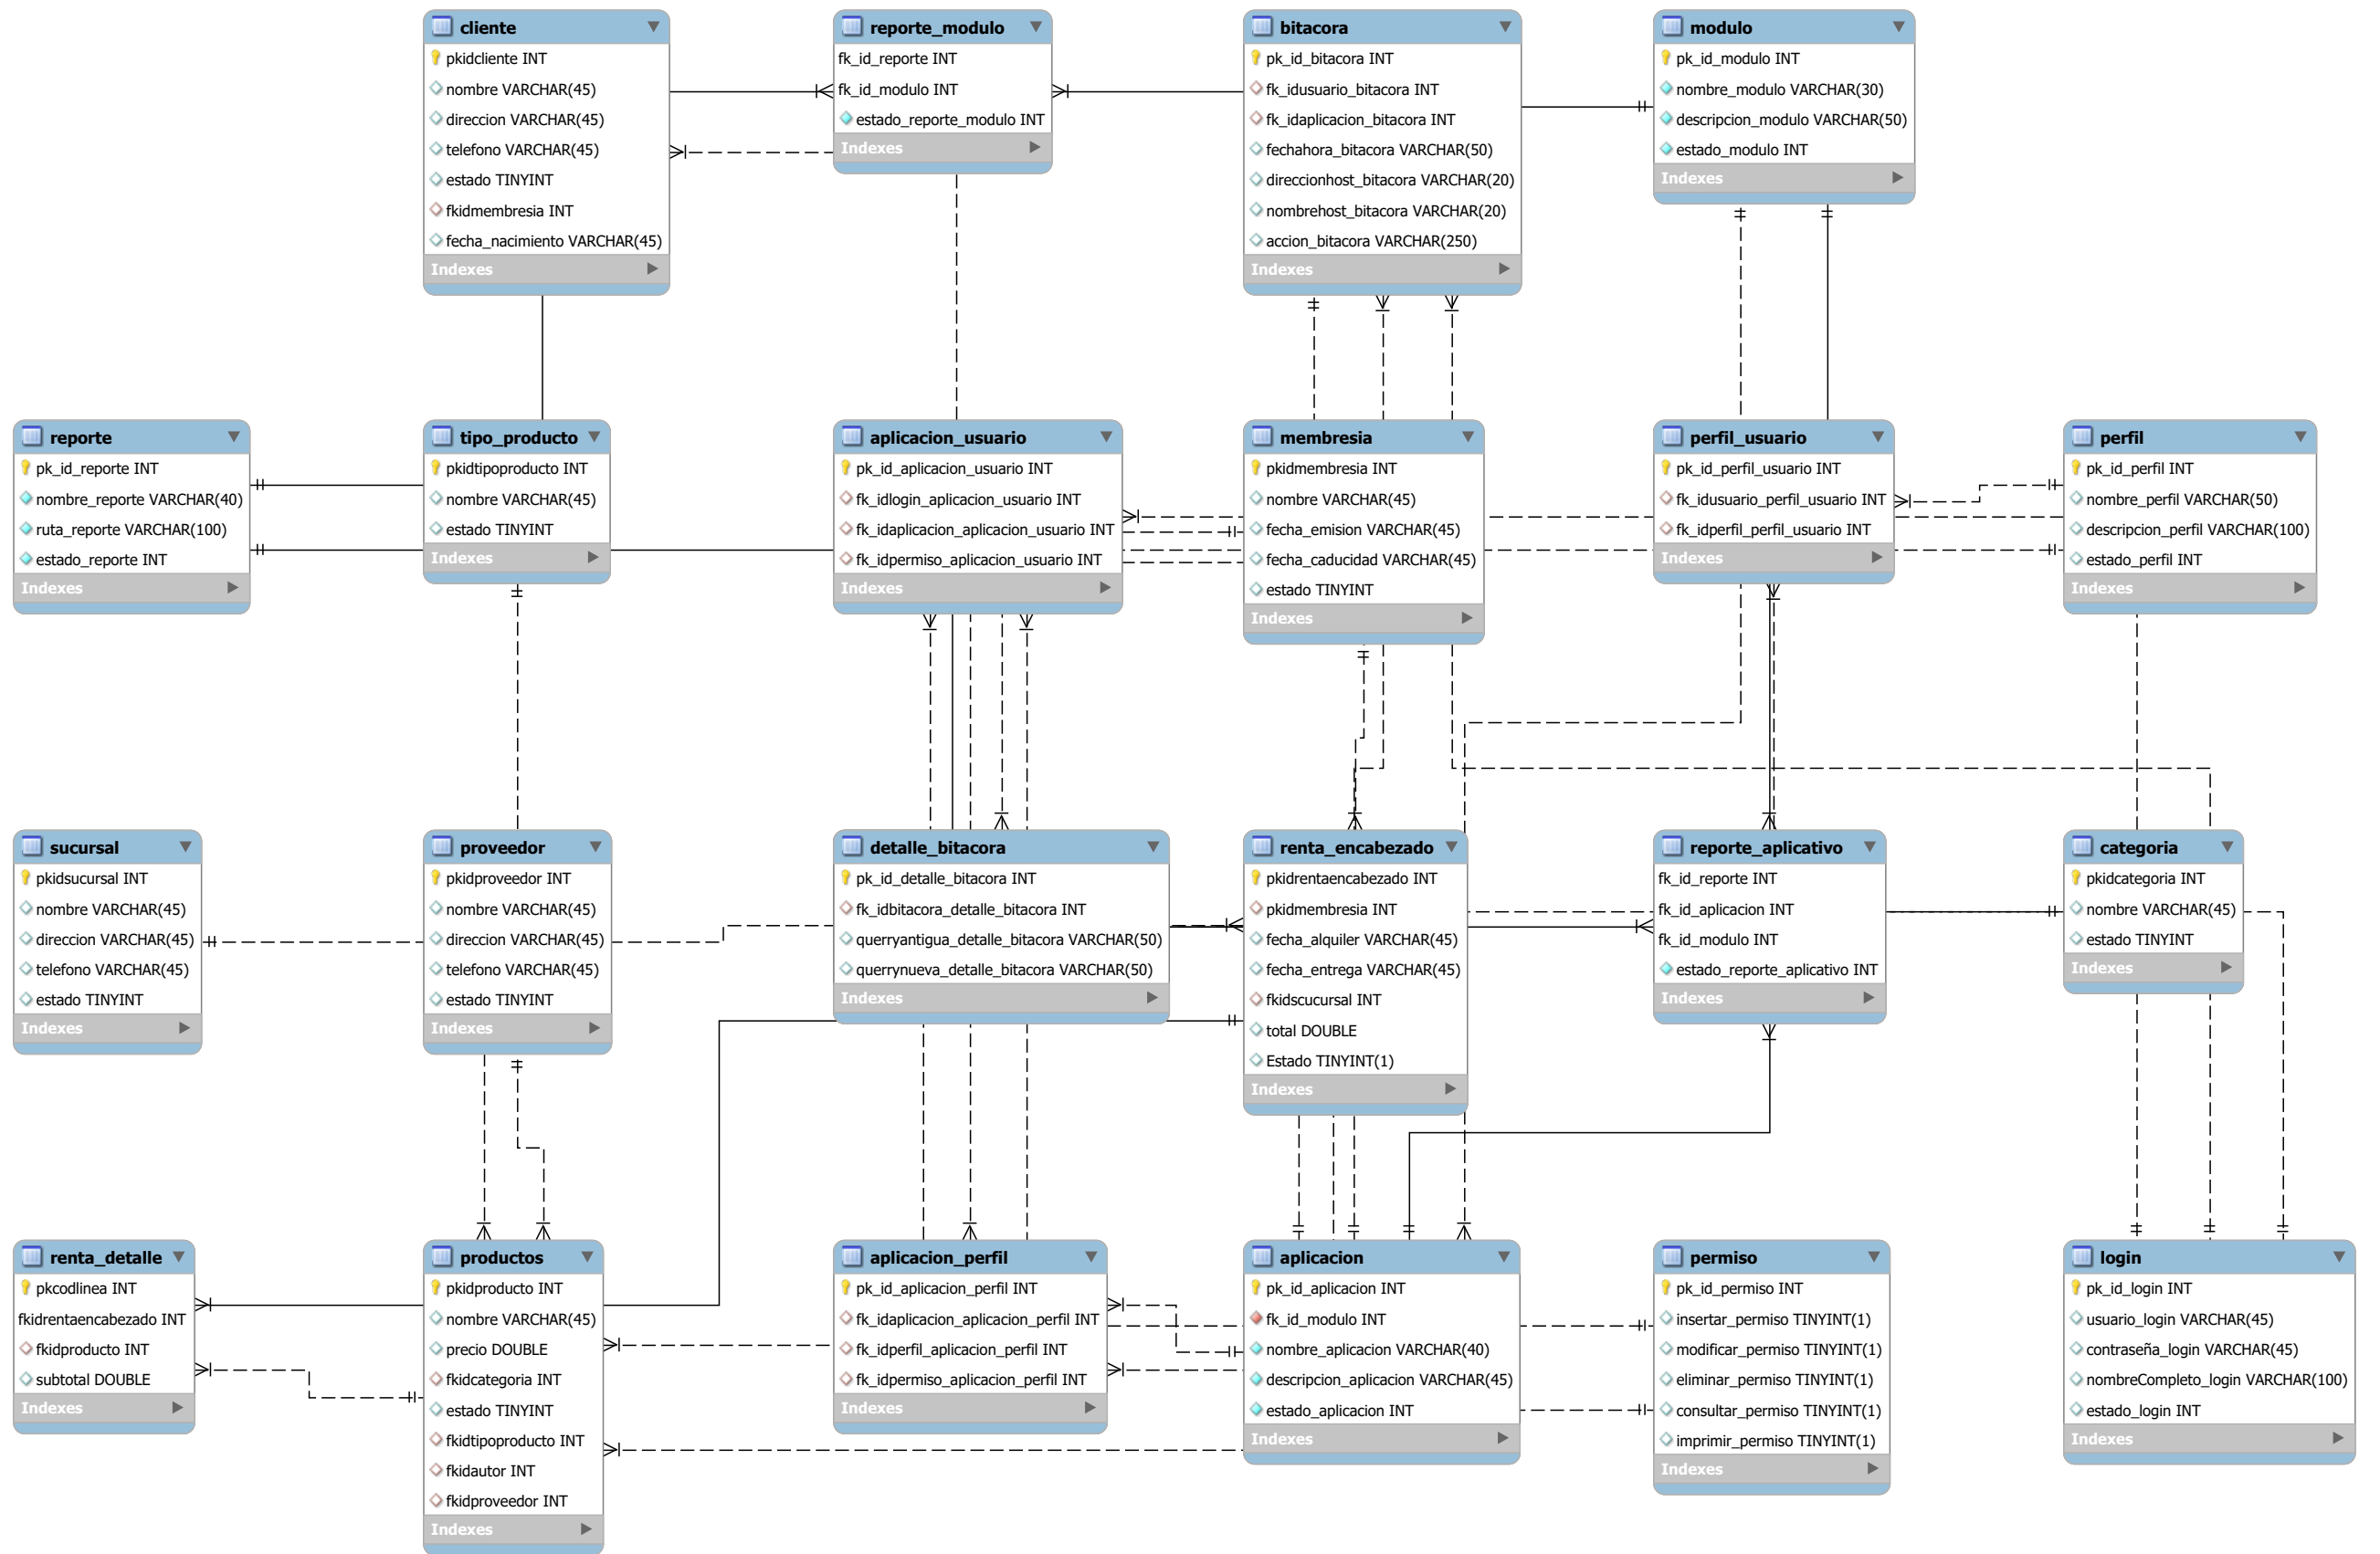 cliente
pkidcliente INT
nombre VARCHAR(45)
direccion VARCHAR(45)
telefono VARCHAR(45)
estado TINYINT
fkidmembresia INT
fecha_nacimiento VARCHAR(45)
Indexes
reporte_modulo
fk_id_reporte INT
fk_id_modulo INT
estado_reporte_modulo INT
Indexes
bitacora
pk_id_bitacora INT
fk_idusuario_bitacora INT
fk_idaplicacion_bitacora INT
fechahora_bitacora VARCHAR(50)
direccionhost_bitacora VARCHAR(20)
nombrehost_bitacora VARCHAR(20)
accion_bitacora VARCHAR(250)
Indexes
modulo
pk_id_modulo INT
nombre_modulo VARCHAR(30)
descripcion_modulo VARCHAR(50)
estado_modulo INT
Indexes
reporte
pk_id_reporte INT
nombre_reporte VARCHAR(40)
ruta_reporte VARCHAR(100)
estado_reporte INT
Indexes
tipo_producto
pkidtipoproducto INT
nombre VARCHAR(45)
estado TINYINT
Indexes
aplicacion_usuario
pk_id_aplicacion_usuario INT
fk_idlogin_aplicacion_usuario INT
fk_idaplicacion_aplicacion_usuario INT
fk_idpermiso_aplicacion_usuario INT
Indexes
membresia
pkidmembresia INT
nombre VARCHAR(45)
fecha_emision VARCHAR(45)
fecha_caducidad VARCHAR(45)
estado TINYINT
Indexes
perfil_usuario
pk_id_perfil_usuario INT
fk_idusuario_perfil_usuario INT
fk_idperfil_perfil_usuario INT
Indexes
perfil
pk_id_perfil INT
nombre_perfil VARCHAR(50)
descripcion_perfil VARCHAR(100)
estado_perfil INT
Indexes
sucursal
pkidsucursal INT
nombre VARCHAR(45)
direccion VARCHAR(45)
telefono VARCHAR(45)
estado TINYINT
Indexes
proveedor
pkidproveedor INT
nombre VARCHAR(45)
direccion VARCHAR(45)
telefono VARCHAR(45)
estado TINYINT
Indexes
detalle_bitacora
pk_id_detalle_bitacora INT
fk_idbitacora_detalle_bitacora INT
querryantigua_detalle_bitacora VARCHAR(50)
querrynueva_detalle_bitacora VARCHAR(50)
Indexes
renta_encabezado
pkidrentaencabezado INT
pkidmembresia INT
fecha_alquiler VARCHAR(45)
fecha_entrega VARCHAR(45)
fkidscucursal INT
total DOUBLE
Estado TINYINT(1)
Indexes
reporte_aplicativo
fk_id_reporte INT
fk_id_aplicacion INT
fk_id_modulo INT
estado_reporte_aplicativo INT
Indexes
categoria
pkidcategoria INT
nombre VARCHAR(45)
estado TINYINT
Indexes
renta_detalle
pkcodlinea INT
fkidrentaencabezado INT
fkidproducto INT
subtotal DOUBLE
Indexes
productos
pkidproducto INT
nombre VARCHAR(45)
precio DOUBLE
fkidcategoria INT
estado TINYINT
fkidtipoproducto INT
fkidautor INT
fkidproveedor INT
Indexes
aplicacion_perfil
pk_id_aplicacion_perfil INT
fk_idaplicacion_aplicacion_perfil INT
fk_idperfil_aplicacion_perfil INT
fk_idpermiso_aplicacion_perfil INT
Indexes
aplicacion
pk_id_aplicacion INT
fk_id_modulo INT
nombre_aplicacion VARCHAR(40)
descripcion_aplicacion VARCHAR(45)
estado_aplicacion INT
Indexes
permiso
pk_id_permiso INT
insertar_permiso TINYINT(1)
modificar_permiso TINYINT(1)
eliminar_permiso TINYINT(1)
consultar_permiso TINYINT(1)
imprimir_permiso TINYINT(1)
Indexes
login
pk_id_login INT
usuario_login VARCHAR(45)
contraseña_login VARCHAR(45)
nombreCompleto_login VARCHAR(100)
estado_login INT
Indexes